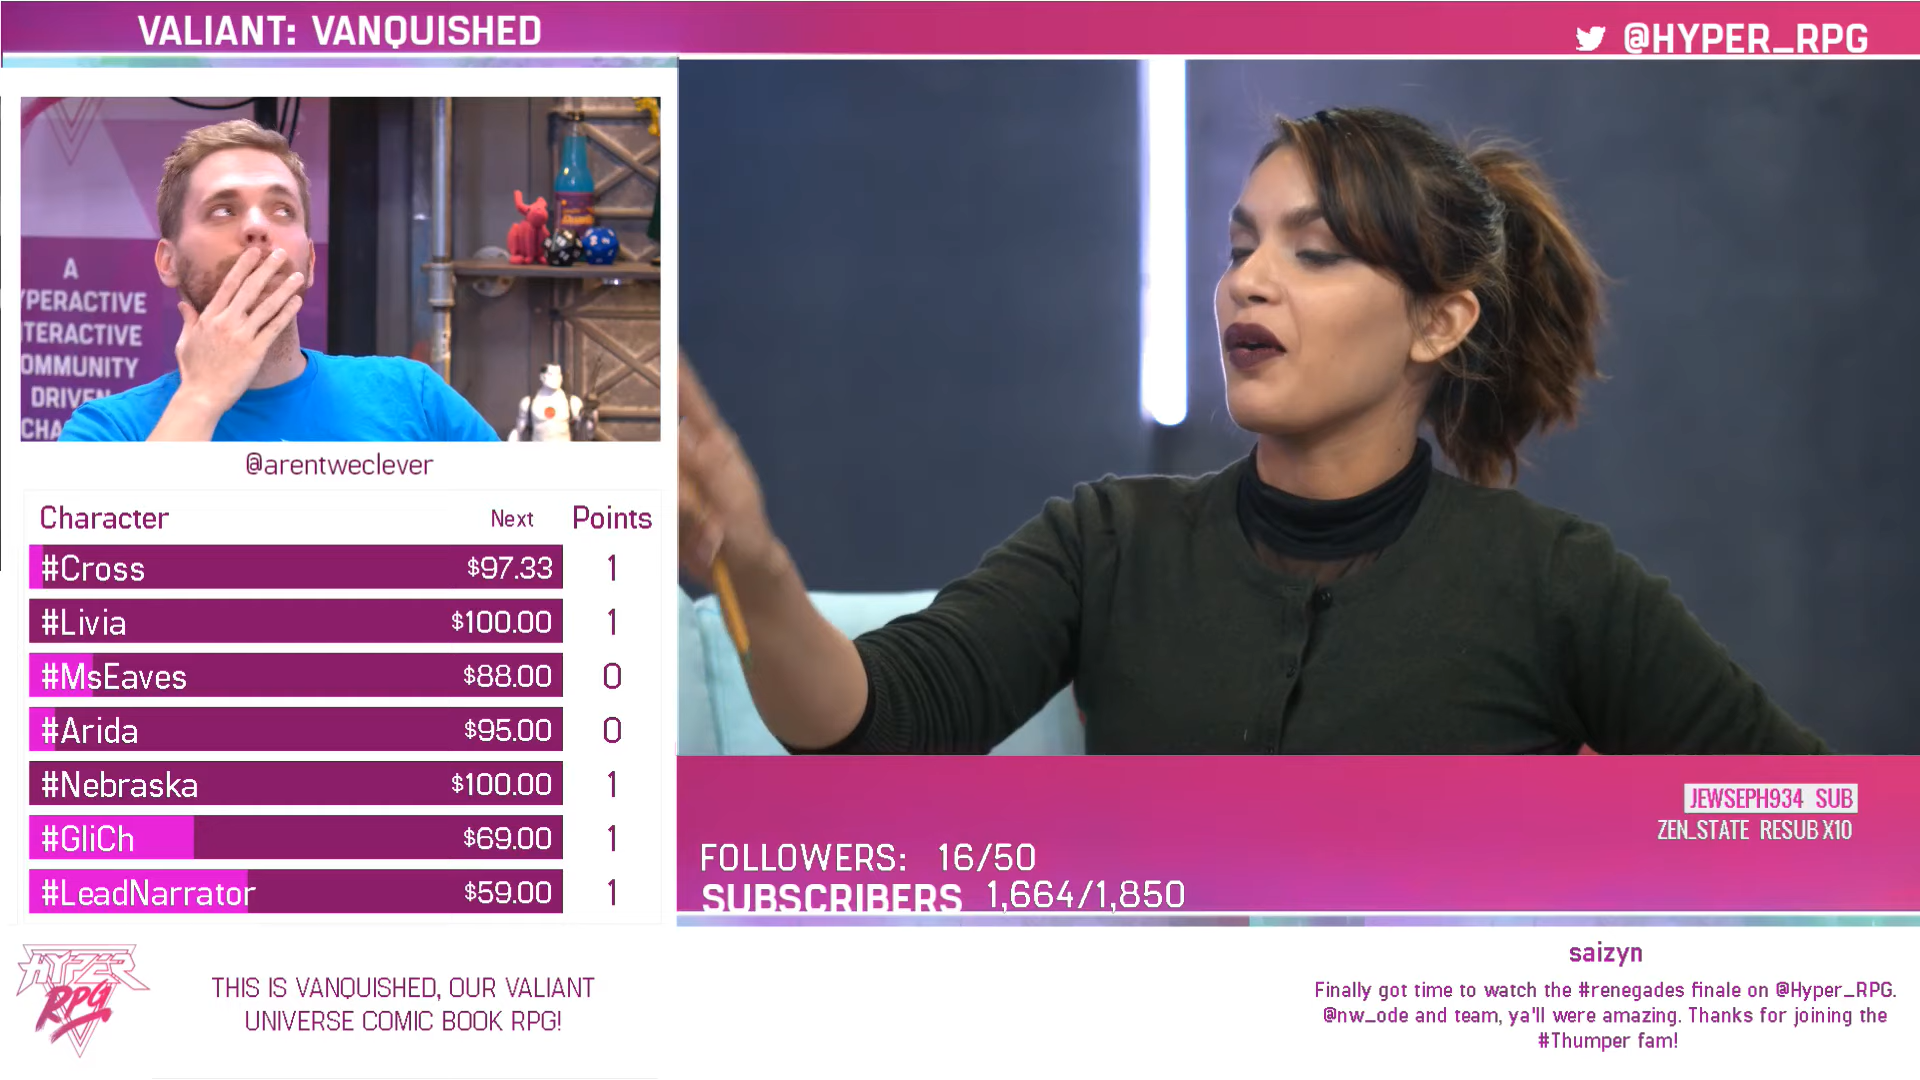 VALIANT: VANQUISHED
@HYPER_RPG
A
YPERACTIVE
TERACTIVE
OMMUNITY
DRIVEN
CHA
@arentweclever
Character Next Points
#Cross $97.33 1
#Livia $100.00 1
#MsEaves $88.00 0
#Arida $95.00 0
#Nebraska $100.00 1
#GliCh $69.00 1
#LeadNarrator $59.00 1
JEWSEPH934 SUB
ZEN_STATE RESUB X10
FOLLOWERS: 16/50
SUBSCRIBERS 1,664/1,850
HYPER
RPG
THIS IS VANQUISHED, OUR VALIANT
UNIVERSE COMIC BOOK RPG!
saizyn
Finally got time to watch the #renegades finale on @Hyper_RPG.
@nw_ode and team, ya'll were amazing. Thanks for joining the
#Thumper fam!